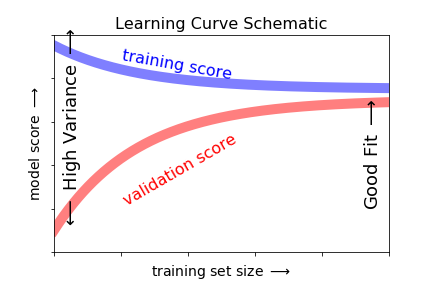 Learning Curve Schematic
training score
validation score
← High Variance →
Good Fit ⟶
model score ⟶
training set size ⟶